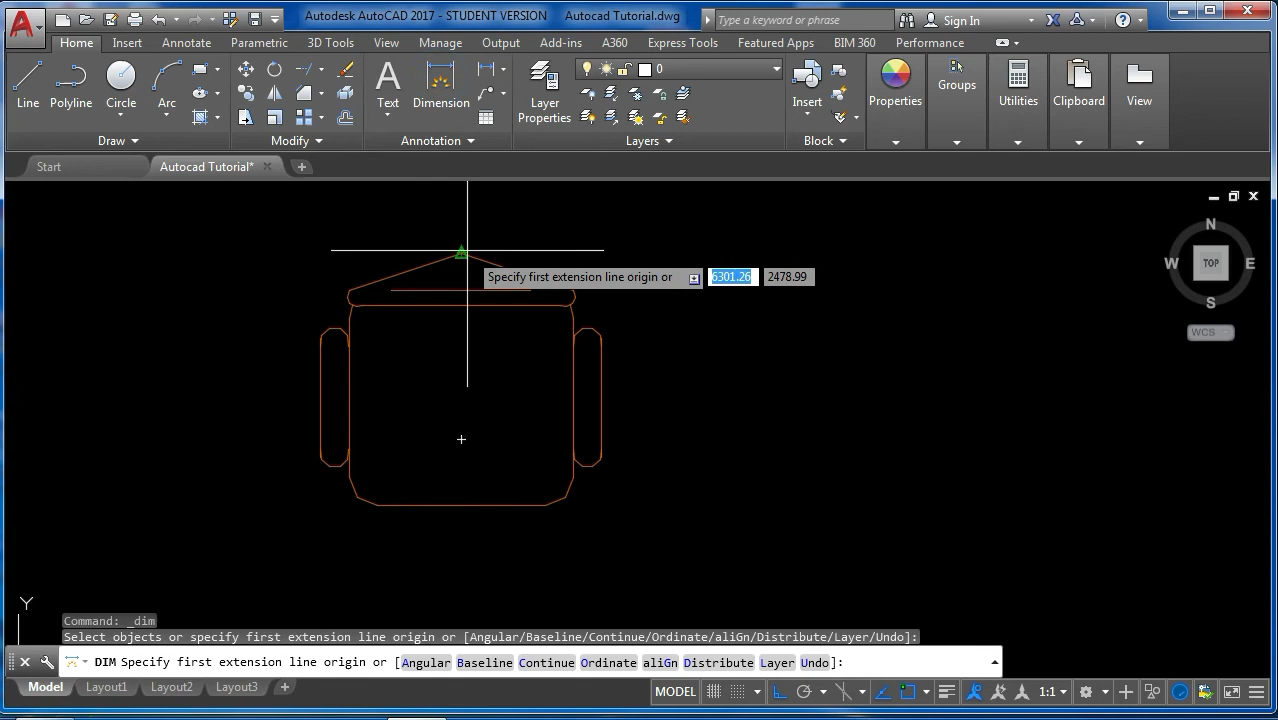 Autodesk AutoCAD 2017 - STUDENT VERSION Autocad Tutorial.dwg Type a keyword or phrase Sign In
Home Insert Annotate Parametric 3D Tools View Manage Output Add-ins A360 Express Tools Featured Apps BIM 360 Performance
0
Line Polyline Circle Arc Text Dimension Layer Properties Insert Properties Groups Utilities Clipboard View
Draw Modify Annotation Layers Block
Start Autocad Tutorial*
N
W TOP E
S
WCS
Specify first extension line origin or 6301.26 2478.99
Y
Command: _dim
Select objects or specify first extension line origin or [Angular/Baseline/Continue/Ordinate/aliGn/Distribute/Layer/Undo]:
DIM Specify first extension line origin or [Angular Baseline Continue Ordinate aliGn Distribute Layer Undo]:
Model Layout1 Layout2 Layout3 MODEL 1:1